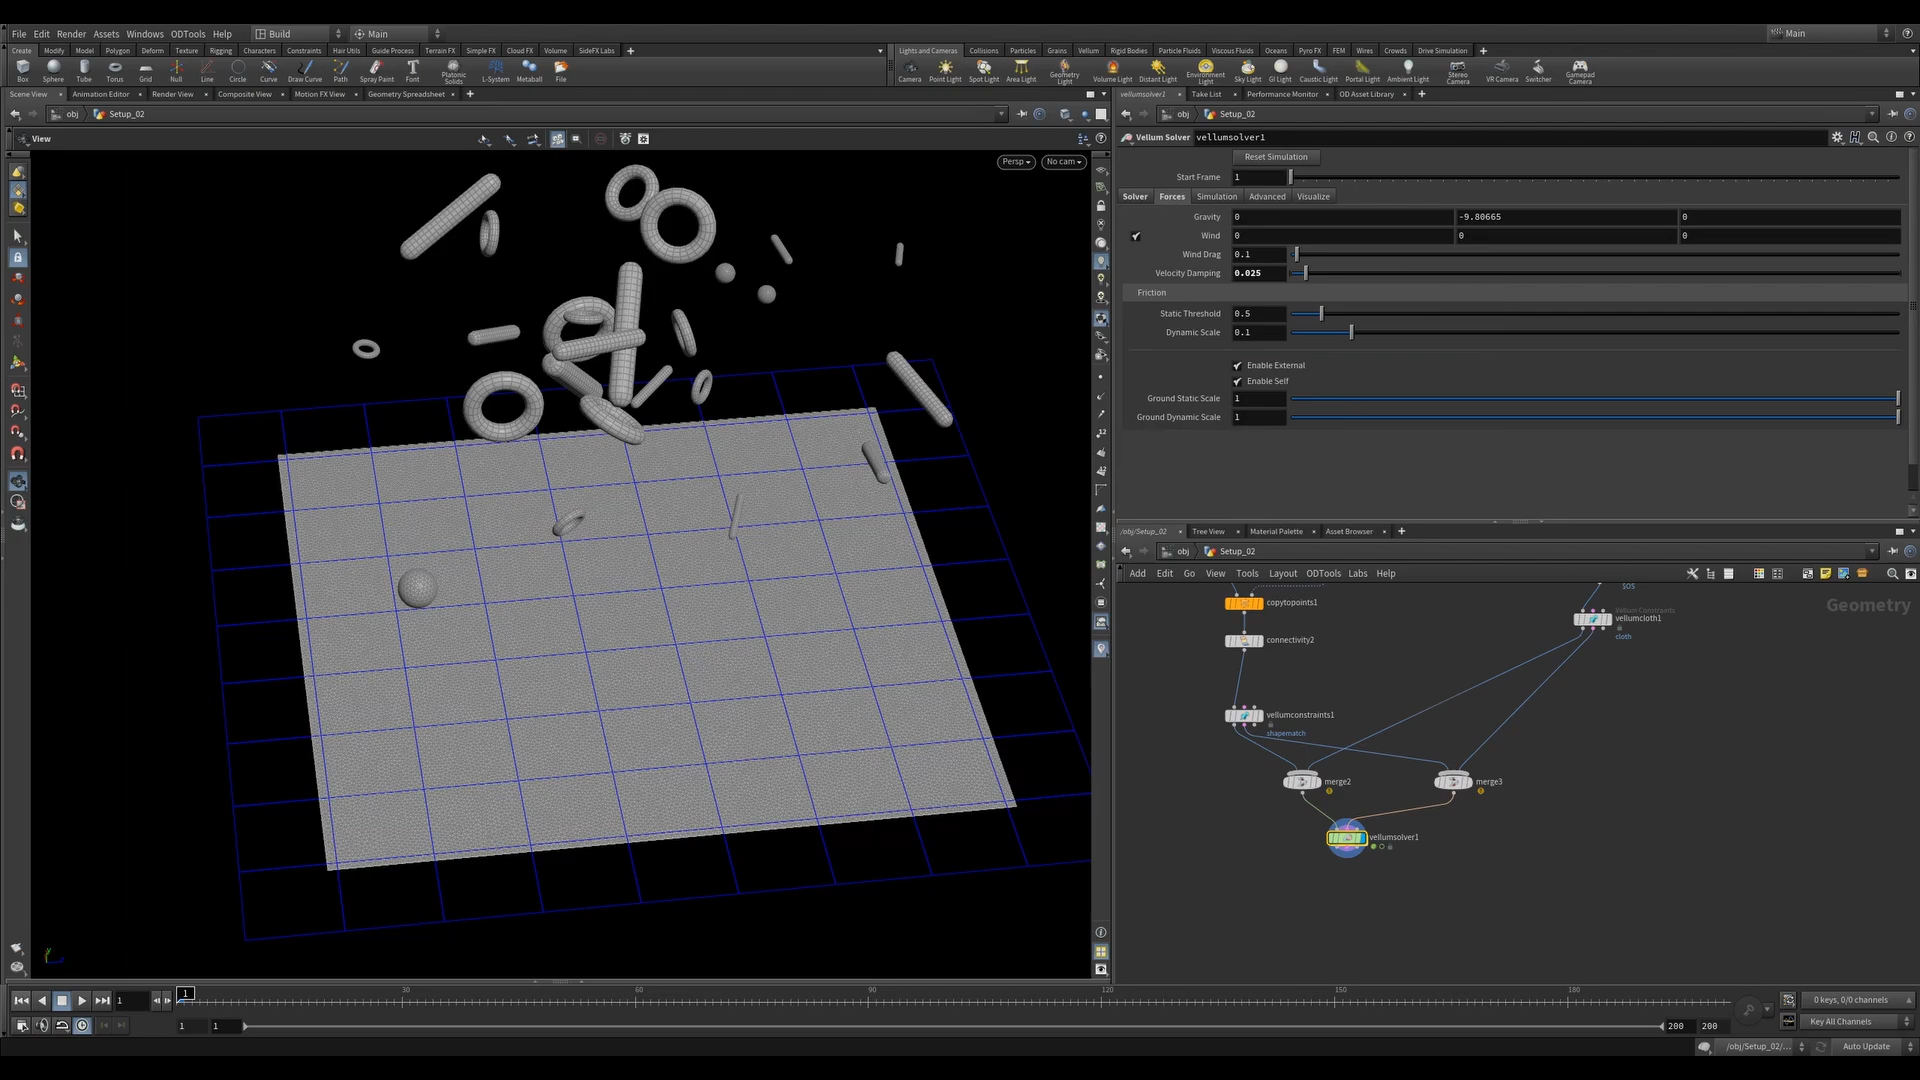 File Edit Render Assets Windows ODTools Help Build Main Main
Create Modify Model Polygon Deform Texture Rigging Characters Constraints Hair Utils Guide Process Terrain FX Simple FX Cloud FX Volume SideFX Labs Lights and Cameras Collisions Particles Grains Vellum Rigid Bodies Particle Fluids Viscous Fluids Oceans Pyro FX FEM Wires Crowds Drive Simulation
Box Sphere Tube Torus Grid Null Line Circle Curve Draw Curve Path Spray Paint Font Platonic Solids L-System Metaball File Camera Point Light Spot Light Area Light Geometry Light Volume Light Distant Light Environment Light Sky Light GI Light Caustic Light Portal Light Ambient Light Stereo Camera VR Camera Switcher Gamepad Camera
Scene View Animation Editor Render View Composite View Motion FX View Geometry Spreadsheet vellumsolver1 Take List Performance Monitor OD Asset Library
obj Setup_02 obj Setup_02
View Vellum Solver vellumsolver1
Persp No cam
Reset Simulation
Start Frame 1
Solver Forces Simulation Advanced Visualize
Gravity 0 -9.80665 0
Wind 0 0 0
Wind Drag 0.1
Velocity Damping 0.025
Friction
Static Threshold 0.5
Dynamic Scale 0.1
Enable External
Enable Self
Ground Static Scale 1
Ground Dynamic Scale 1
/obj/Setup_02 Tree View Material Palette Asset Browser
obj Setup_02
Add Edit Go View Tools Layout ODTools Labs Help
Geometry
sos
copytopoints1
Vellum Constraints
vellumcloth1
cloth
connectivity2
vellumconstraints1
shapematch
merge2
merge3
vellumsolver1
1 1 30 60 90 120 150 180 0 keys, 0/0 channels
1 1 200 200 Key All Channels
/obj/Setup_02/... Auto Update